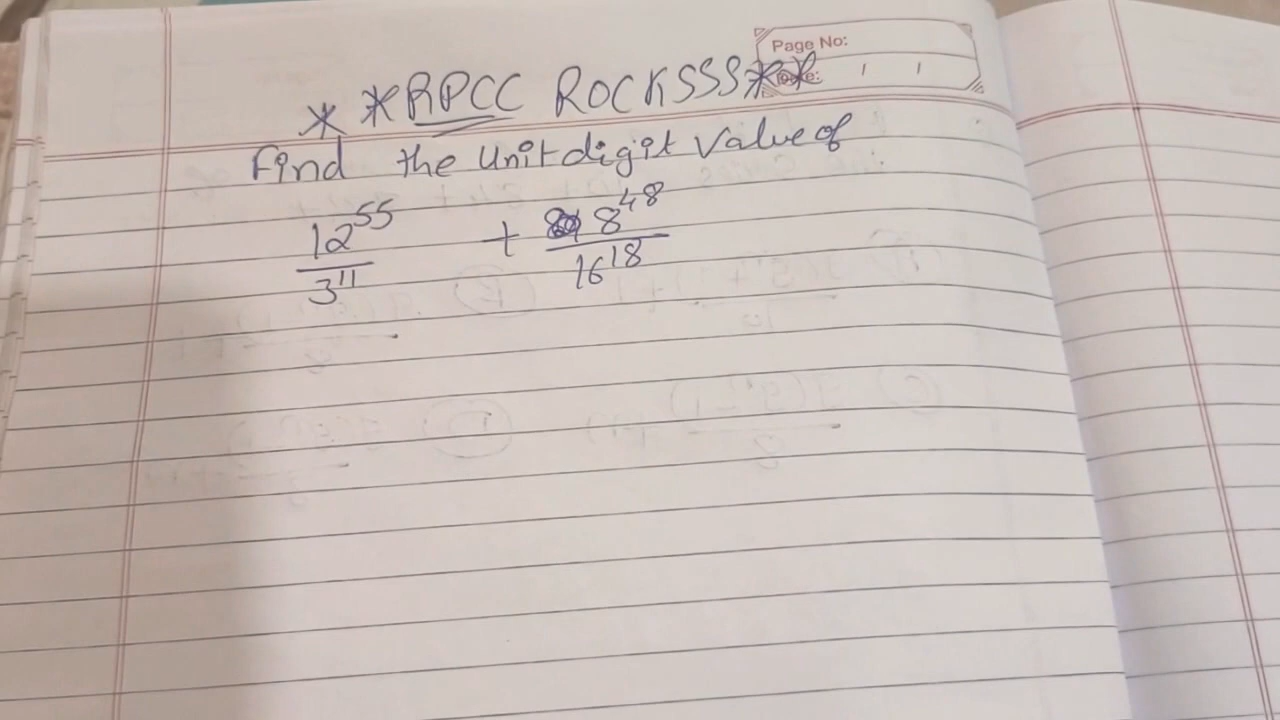 Page No:
* *RPCC ROCKSSS**
Find the unit digit value of
12^55 / 3^11 + 8^48 / 16^18